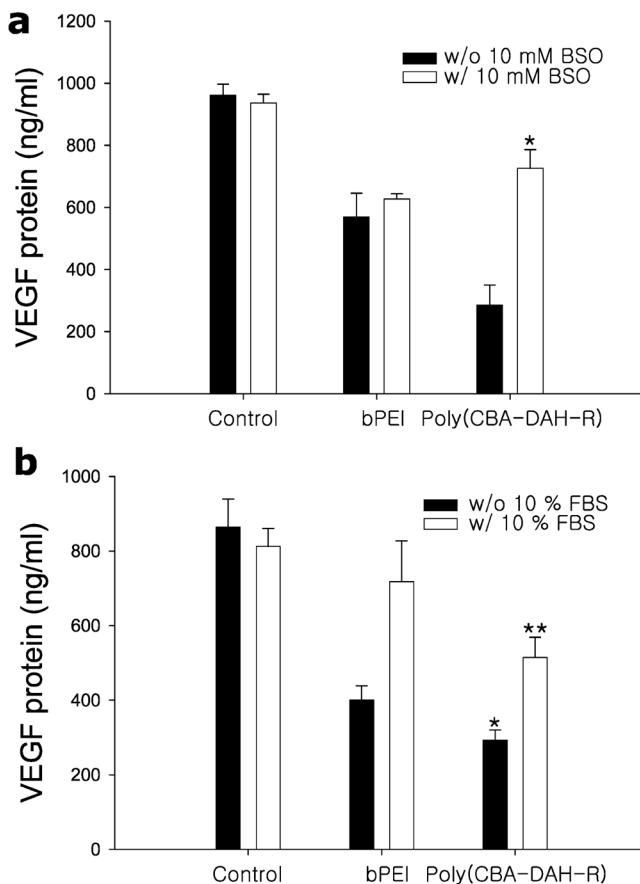 a
1200
1000
800
600
400
200
0
VEGF protein (ng/ml)
w/o 10 mM BSO
w/ 10 mM BSO
*
Control bPEI Poly(CBA-DAH-R)
b
1000
800
600
400
200
0
VEGF protein (ng/ml)
w/o 10 % FBS
w/ 10 % FBS
**
*
Control bPEI Poly(CBA-DAH-R)